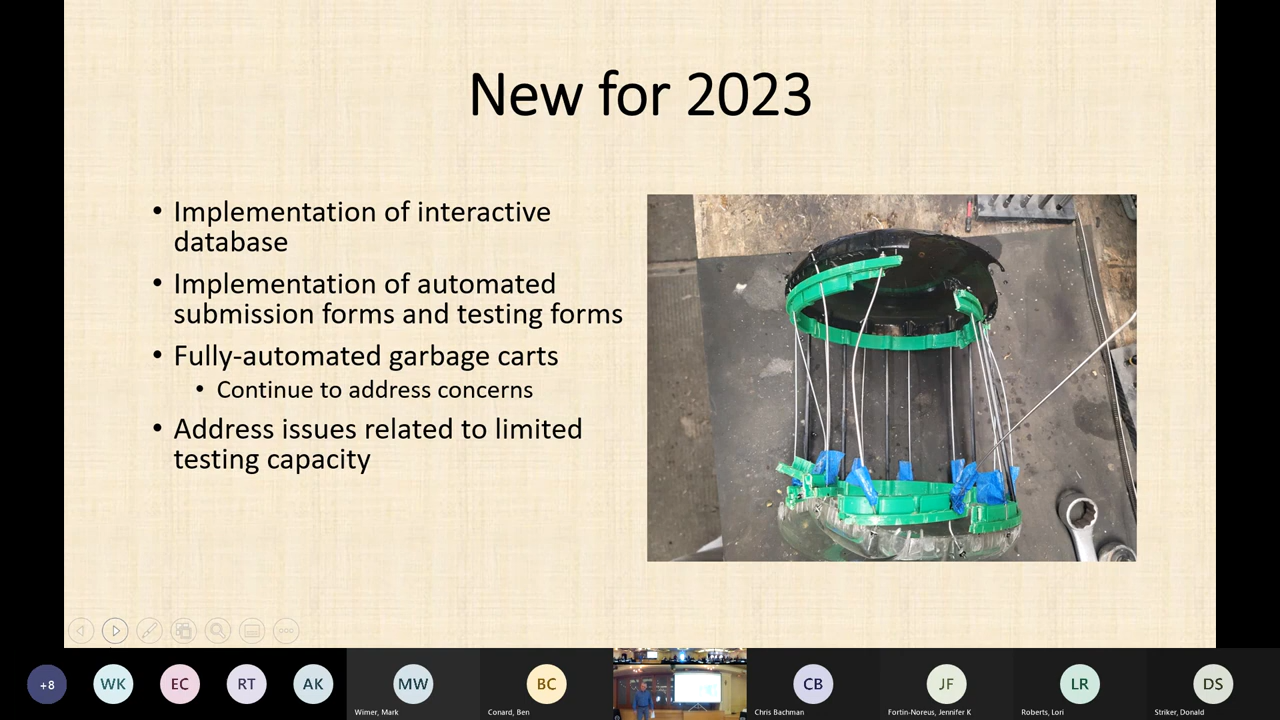 New for 2023
• Implementation of interactive
database
• Implementation of automated
submission forms and testing forms
• Fully-automated garbage carts
• Continue to address concerns
• Address issues related to limited
testing capacity
+8
WK
EC
RT
AK
MW
BC
CB
JF
LR
DS
Wimer, Mark
Conard, Ben
Chris Bachman
Fortin-Noreus, Jennifer K
Roberts, Lori
Striker, Donald